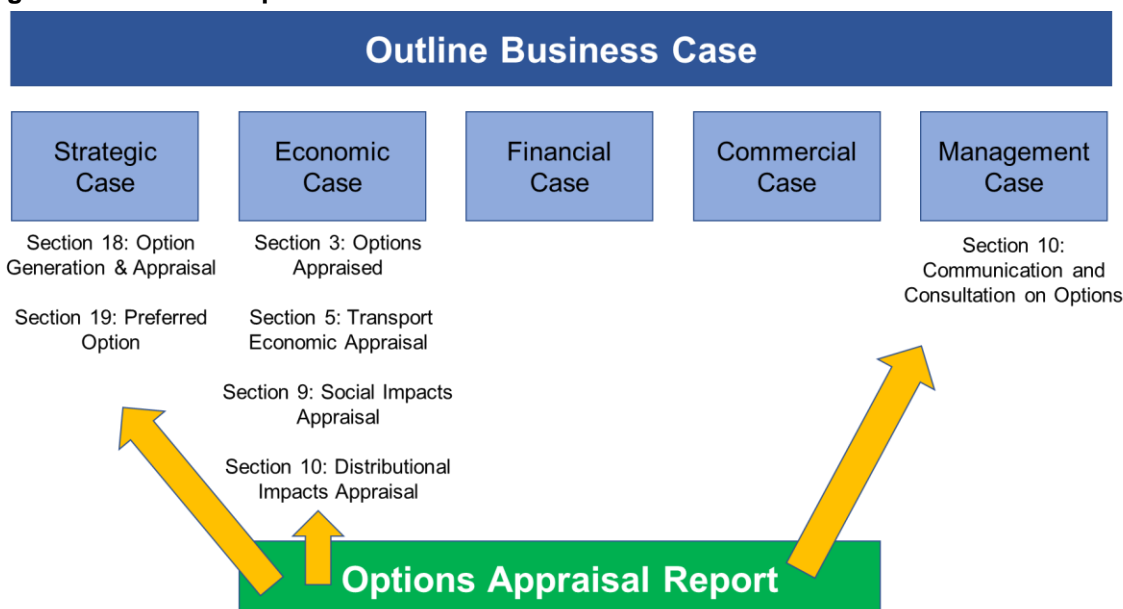 Outline Business Case
Strategic
Case
Economic
Case
Financial
Case
Commercial
Case
Management
Case
Section 18: Option
Generation & Appraisal
Section 19: Preferred
Option
Section 3: Options
Appraised
Section 5: Transport
Economic Appraisal
Section 9: Social Impacts
Appraisal
Section 10: Distributional
Impacts Appraisal
Section 10:
Communication and
Consultation on Options
Options Appraisal Report